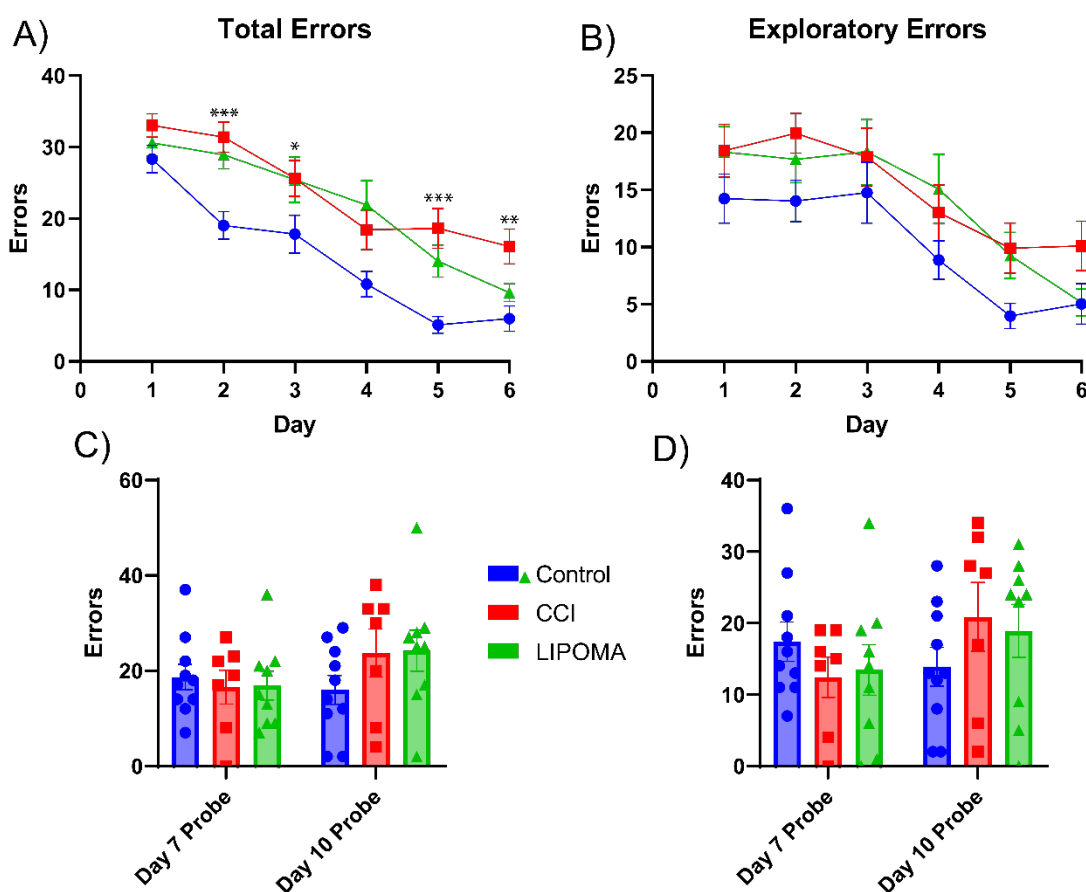 A)
Total Errors
Errors
40
30
20
10
0
***
*
***
**
0 1 2 3 4 5 6
Day
B)
Exploratory Errors
Errors
25
20
15
10
5
0
0 1 2 3 4 5 6
Day
C)
Errors
60
40
20
0
Day 7 Probe
Day 10 Probe
Control
CCI
LIPOMA
D)
Errors
40
30
20
10
0
Day 7 Probe
Day 10 Probe